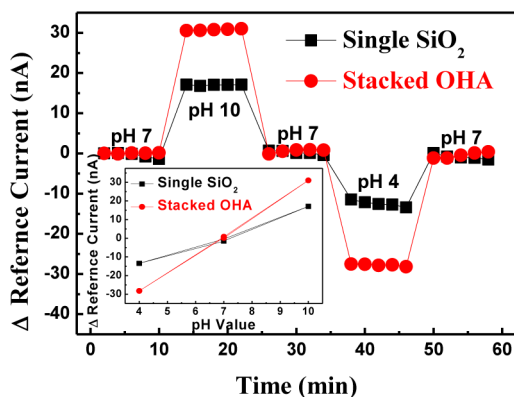 Δ Refernce Current (nA)
30
20
10
0
-10
-20
-30
-40
Single SiO2
Stacked OHA
pH 7
pH 10
pH 7
pH 4
pH 7
Δ Refernce Current (nA)
30
20
10
0
-10
-20
-30
Single SiO2
Stacked OHA
4 5 6 7 8 9 10
pH Value
0 10 20 30 40 50 60
Time (min)